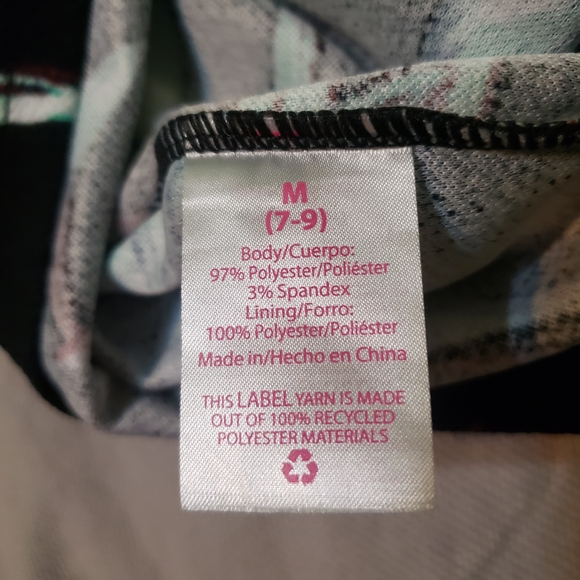 M
(7-9)
Body/Cuerpo:
97% Polyester/Poliéster
3% Spandex
Lining/Forro:
100% Polyester/Poliéster
Made in/Hecho en China
THIS LABEL YARN IS MADE
OUT OF 100% RECYCLED
POLYESTER MATERIALS